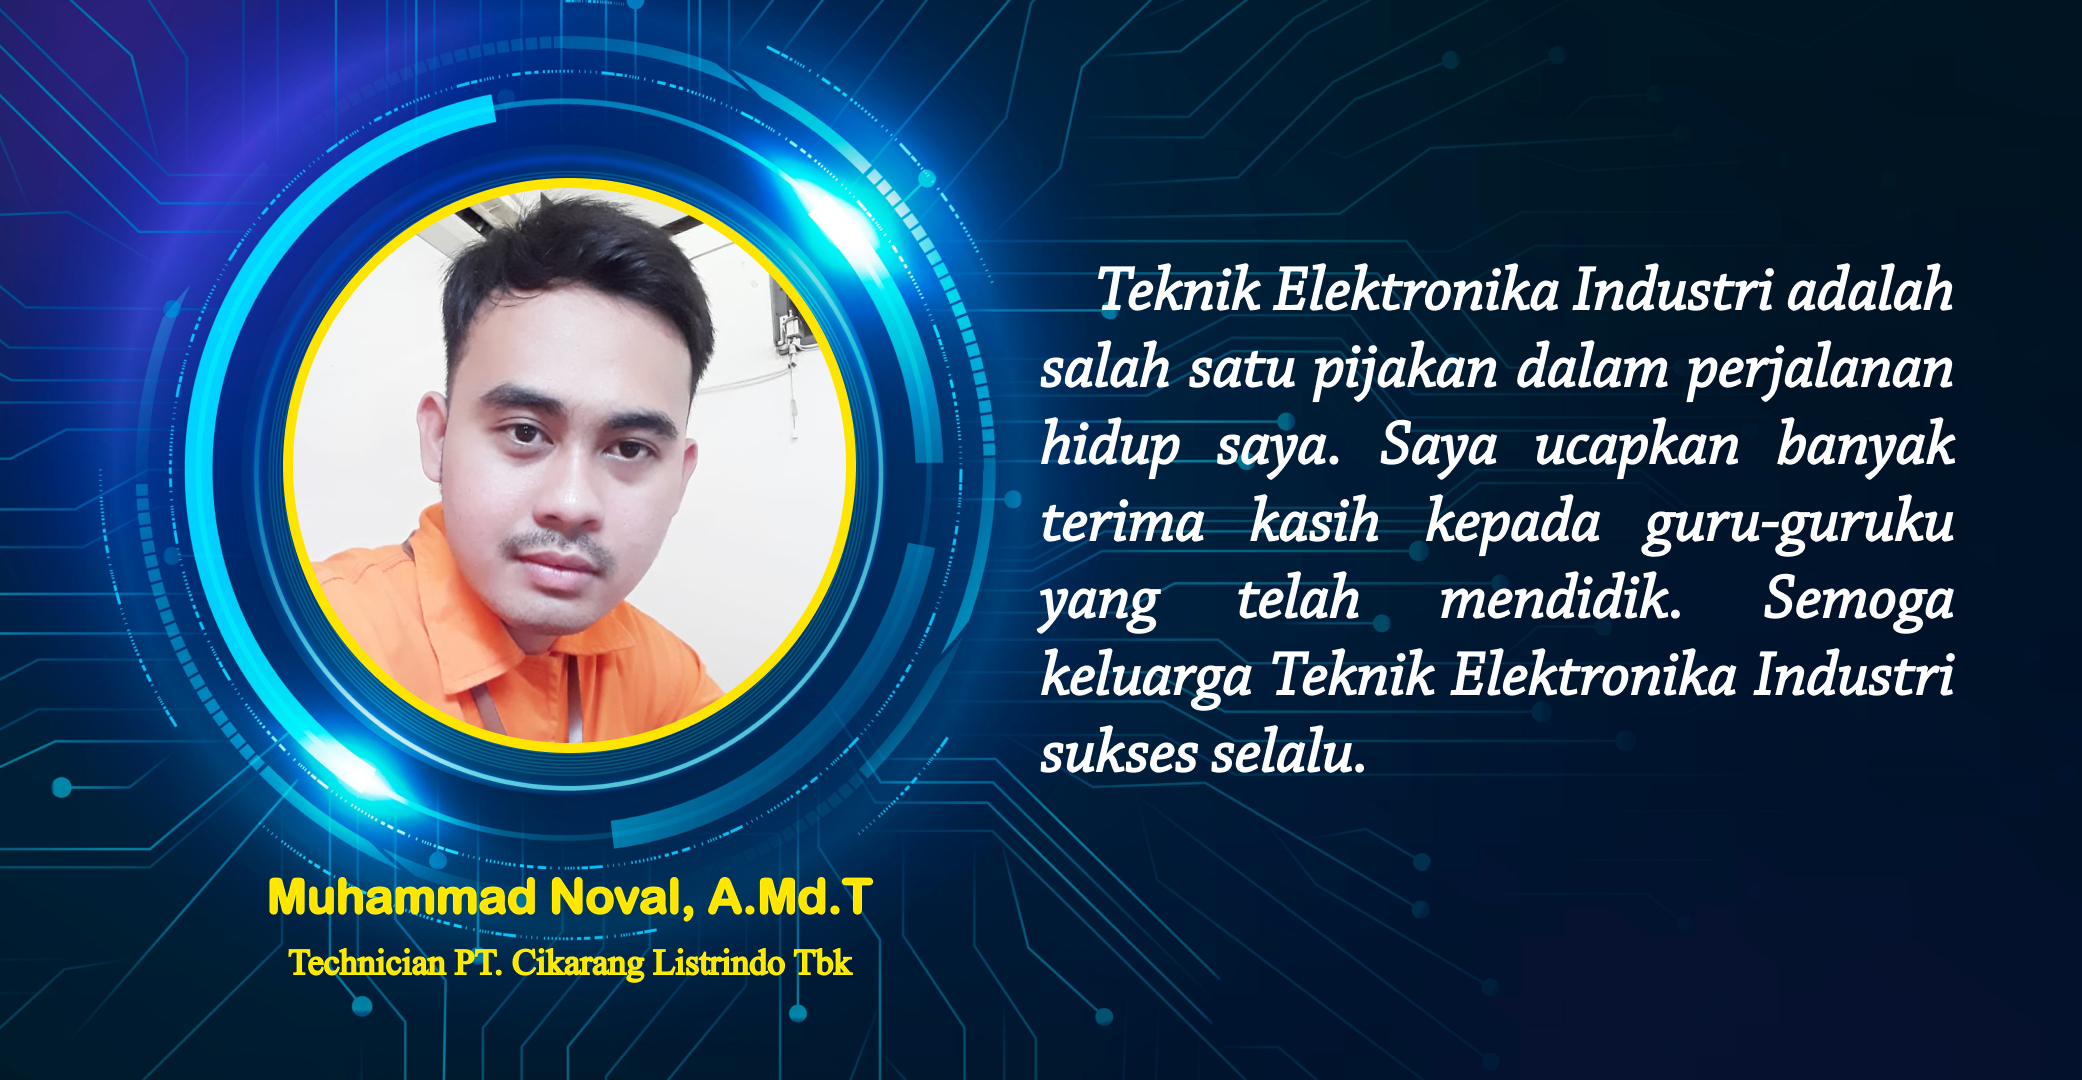 Teknik Elektronika Industri adalah
salah satu pijakan dalam perjalanan
hidup saya. Saya ucapkan banyak
terima kasih kepada guru-guruku
yang telah mendidik. Semoga
keluarga Teknik Elektronika Industri
sukses selalu.
Muhammad Noval, A.Md.T
Technician PT. Cikarang Listrindo Tbk